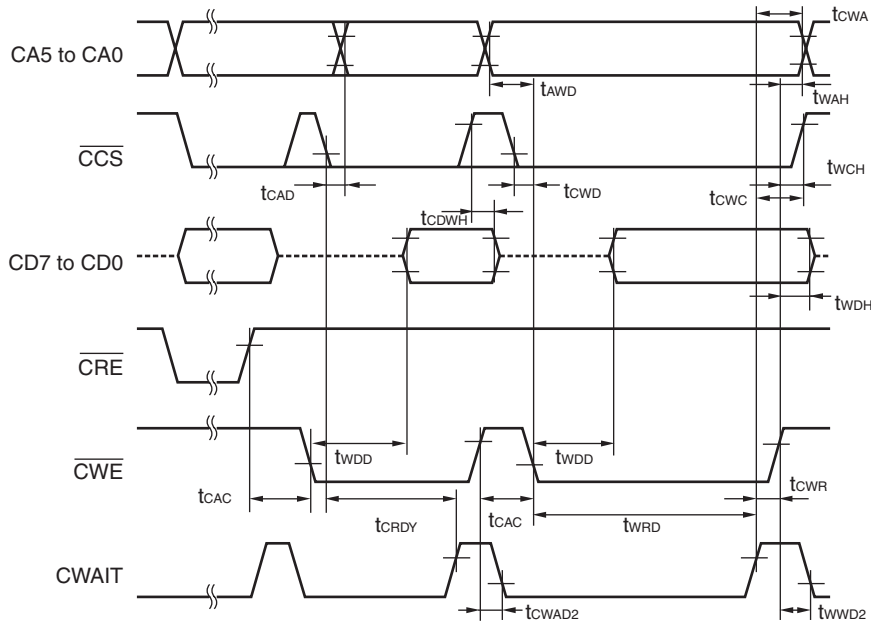 tCWA
CA5 to CA0
tAWD
tWAH
CCS
tWCH
tCAD
tCWD
tCWC
tCDWH
CD7 to CD0
tWDH
CRE
CWE
tWDD
tWDD
tCAC
tCWR
tCRDY
tCAC
tWRD
CWAIT
tCWAD2
tWWD2